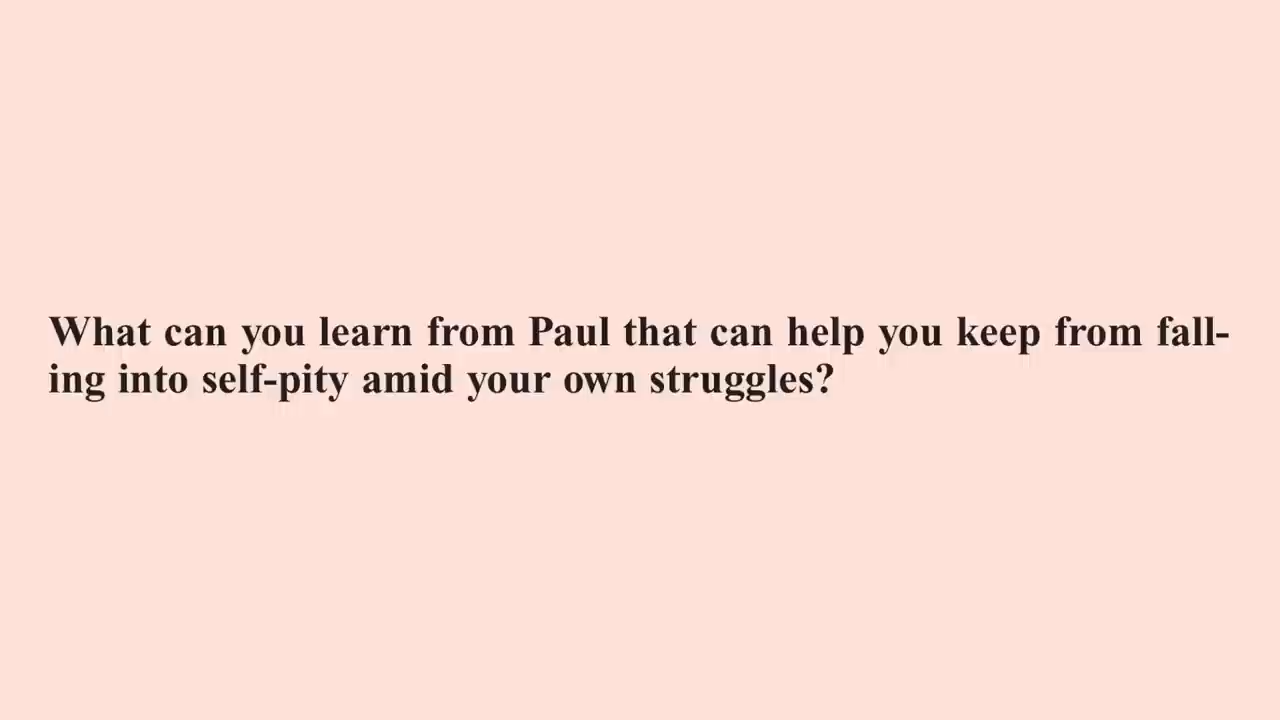 What can you learn from Paul that can help you keep from fall-
ing into self-pity amid your own struggles?